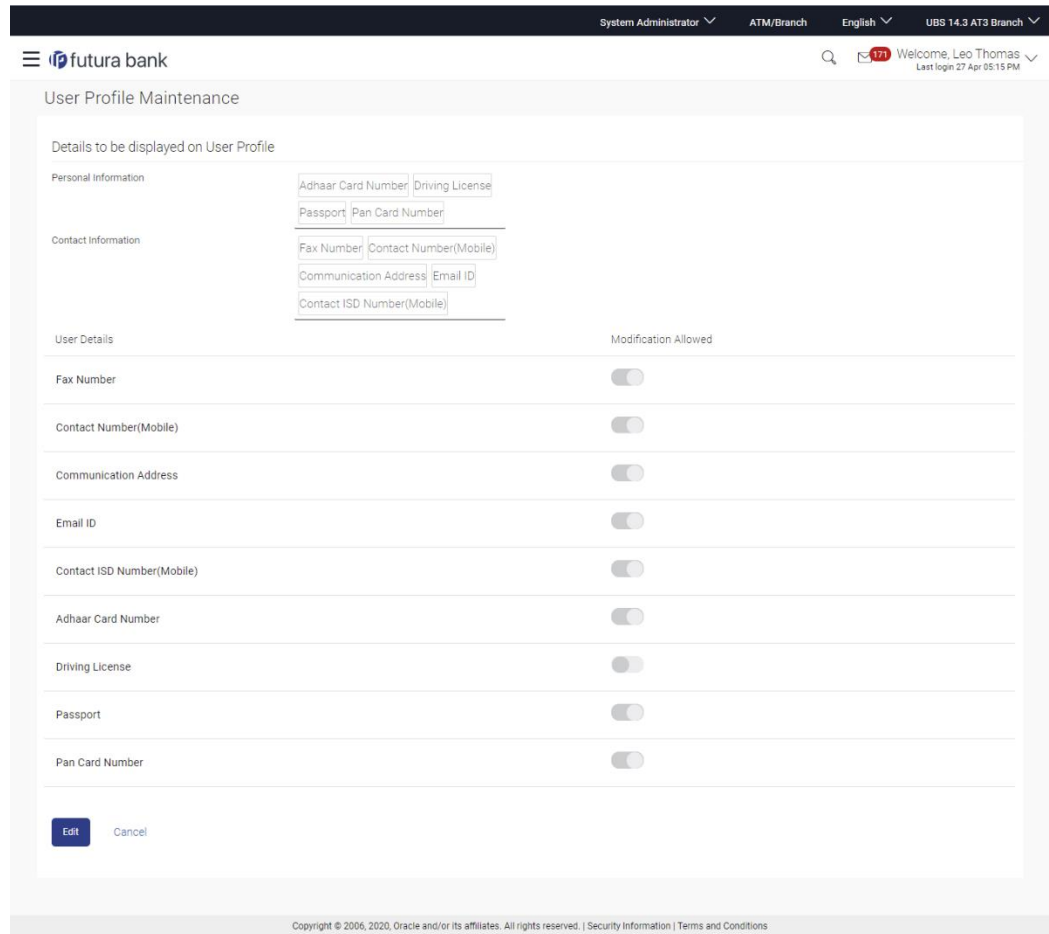 System Administrator ATM/Branch English UBS 14.3 AT3 Branch
futura bank 171 Welcome, Leo Thomas
Last login 27 Apr 05:15 PM
User Profile Maintenance
Details to be displayed on User Profile
Personal Information
Adhaar Card Number Driving License
Passport Pan Card Number
Contact Information
Fax Number Contact Number(Mobile)
Communication Address Email ID
Contact ISD Number(Mobile)
User Details Modification Allowed
Fax Number
Contact Number(Mobile)
Communication Address
Email ID
Contact ISD Number(Mobile)
Adhaar Card Number
Driving License
Passport
Pan Card Number
Edit Cancel
Copyright © 2006, 2020, Oracle and/or its affiliates. All rights reserved. | Security Information | Terms and Conditions